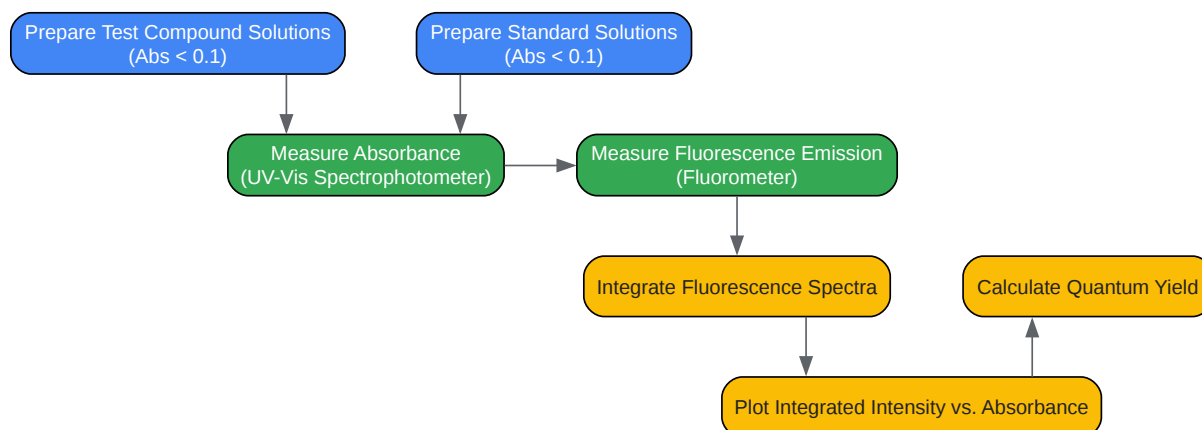 Prepare Test Compound Solutions
(Abs < 0.1)
Prepare Standard Solutions
(Abs < 0.1)
Measure Absorbance
(UV-Vis Spectrophotometer)
Measure Fluorescence Emission
(Fluorometer)
Integrate Fluorescence Spectra
Calculate Quantum Yield
Plot Integrated Intensity vs. Absorbance